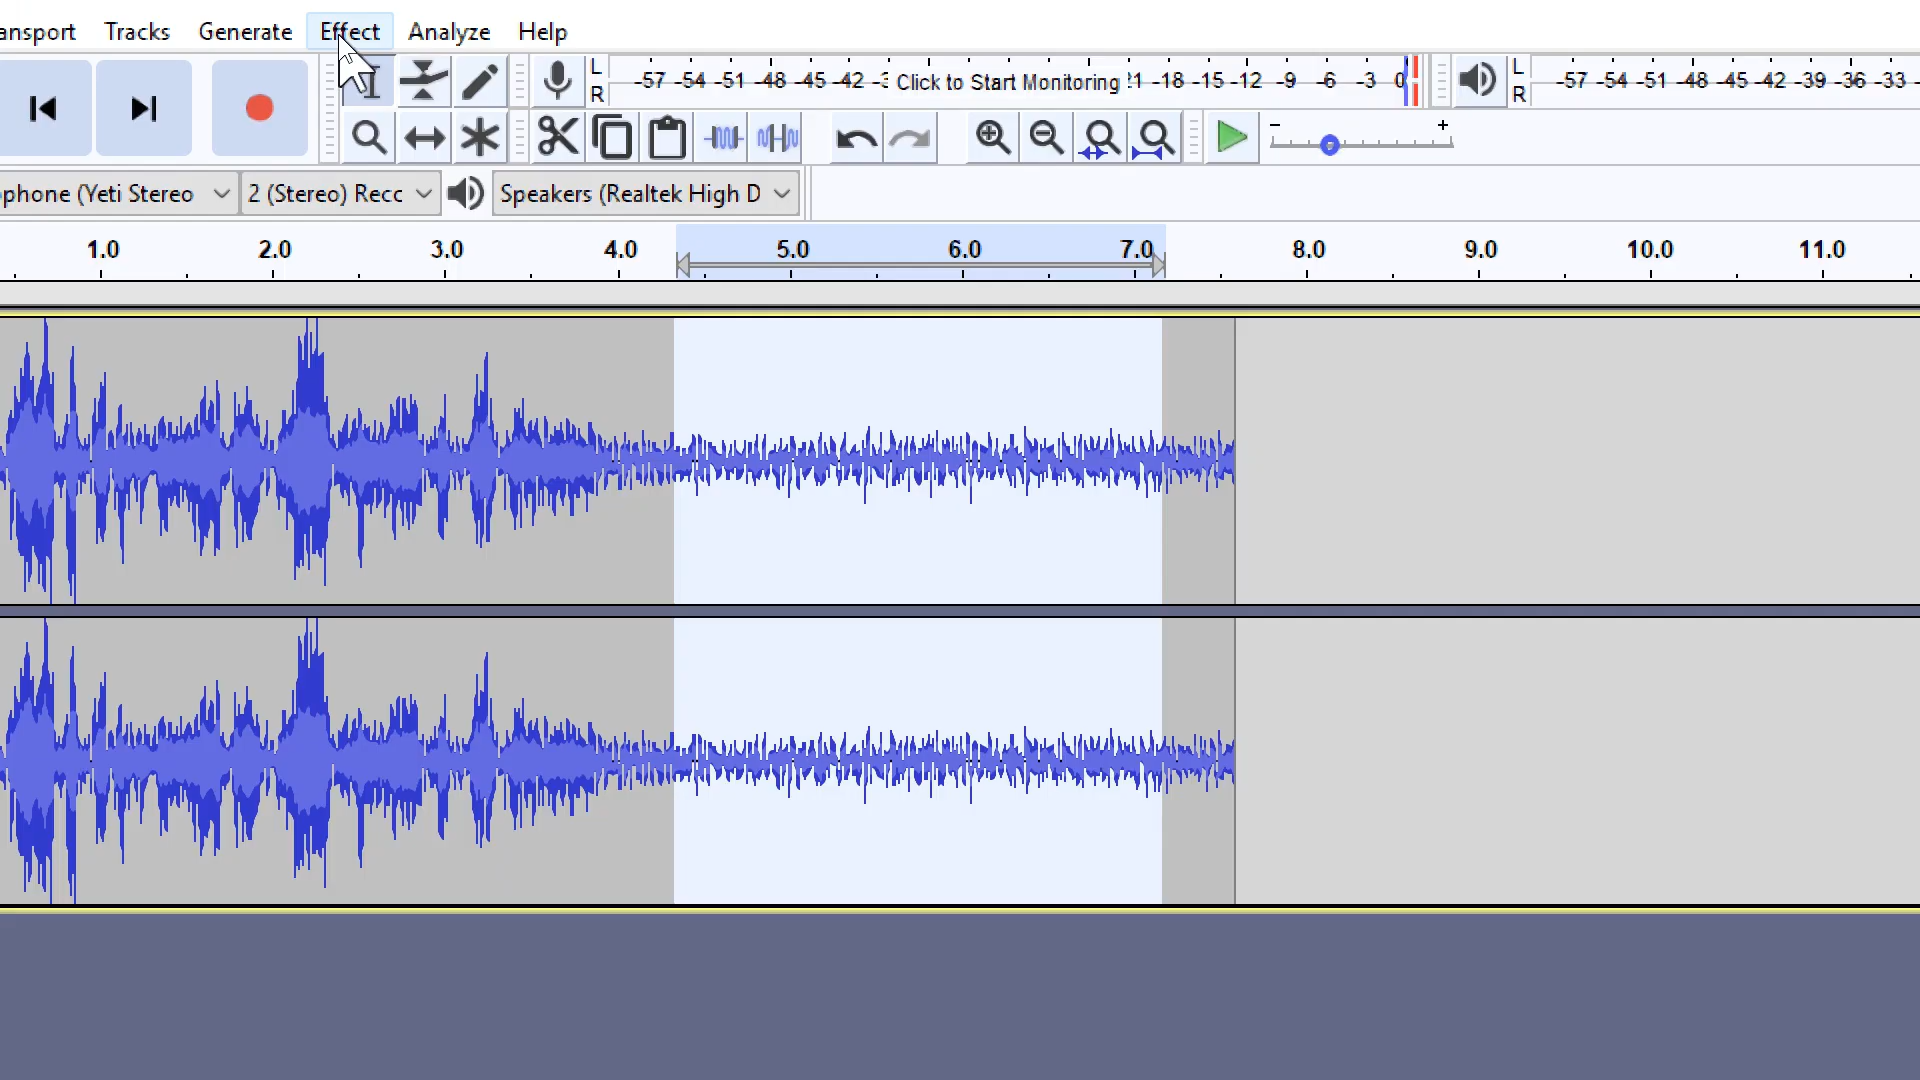 ansport Tracks Generate Effect Analyze Help
L -57 -54 -51 -48 -45 -42 -3 Click to Start Monitoring 21 -18 -15 -12 -9 -6 -3 0 L -57 -54 -51 -48 -45 -42 -39 -36 -33
R R
- +
phone (Yeti Stereo 2 (Stereo) Recc Speakers (Realtek High D
1.0 2.0 3.0 4.0 5.0 6.0 7.0 8.0 9.0 10.0 11.0